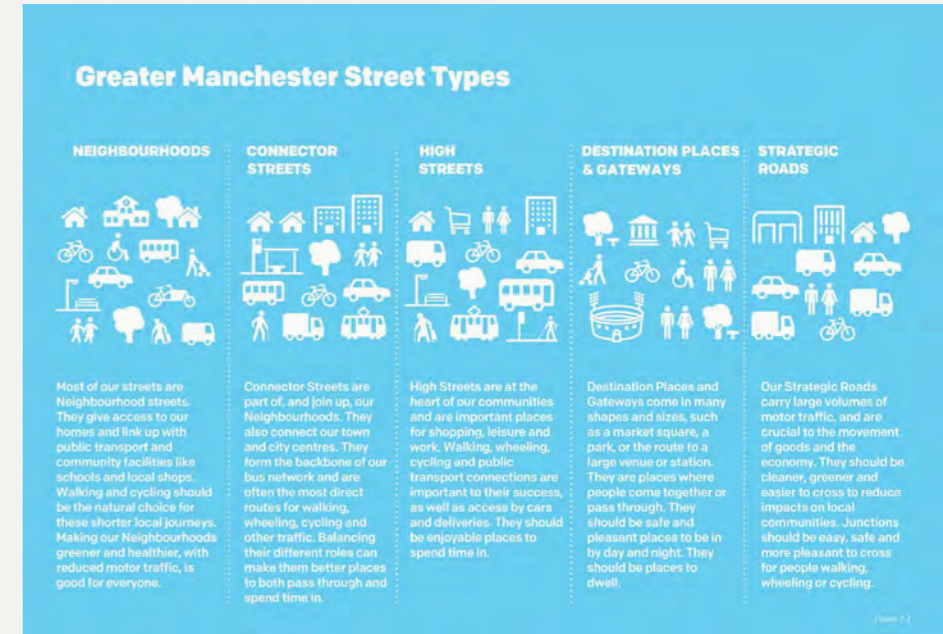 Greater Manchester Street Types
NEIGHBOURHOODS
Most of our streets are
Neighbourhood streets.
They give access to our
homes and link up with
public transport and
community facilities like
schools and local shops.
Walking and cycling should
be the natural choice for
these shorter local journeys.
Making our Neighbourhoods
greener and healthier, with
reduced motor traffic, is
good for everyone.
CONNECTOR
STREETS
Connector Streets are
part of, and join up, our
Neighbourhoods. They
also connect our town
and city centres. They
form the backbone of our
bus network and are
often the most direct
routes for walking,
wheeling, cycling and
other traffic. Balancing
their different roles can
make them better places
to both pass through and
spend time in.
HIGH
STREETS
High Streets are at the
heart of our communities
and are important places
for shopping, leisure and
work. Walking, wheeling,
cycling and public
transport connections are
important to their success,
as well as access by cars
and deliveries. They should
be enjoyable places to
spend time in.
DESTINATION PLACES
& GATEWAYS
Destination Places and
Gateways come in many
shapes and sizes, such
as a market square, a
park, or the route to a
large venue or station.
They are places where
people come together or
pass through. They
should be safe and
pleasant places to be in
by day and night. They
should be places to
dwell.
STRATEGIC
ROADS
Our Strategic Roads
carry large volumes of
motor traffic, and are
crucial to the movement
of goods and the
economy. They should be
cleaner, greener and
easier to cross to reduce
impacts on local
communities. Junctions
should be easy, safe and
more pleasant to cross
for people walking,
wheeling or cycling.